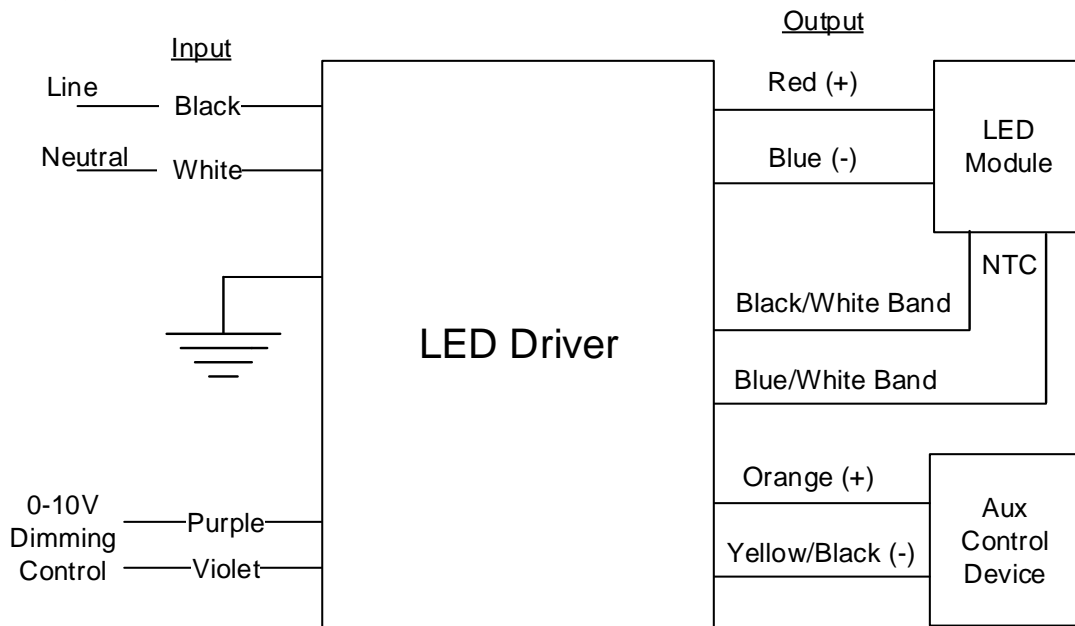 Output
Input
Line
Black
Neutral
White
Red (+)
Blue (-)
LED
Module
NTC
Black/White Band
Blue/White Band
LED Driver
0-10V
Dimming
Control
Purple
Violet
Orange (+)
Yellow/Black (-)
Aux
Control
Device